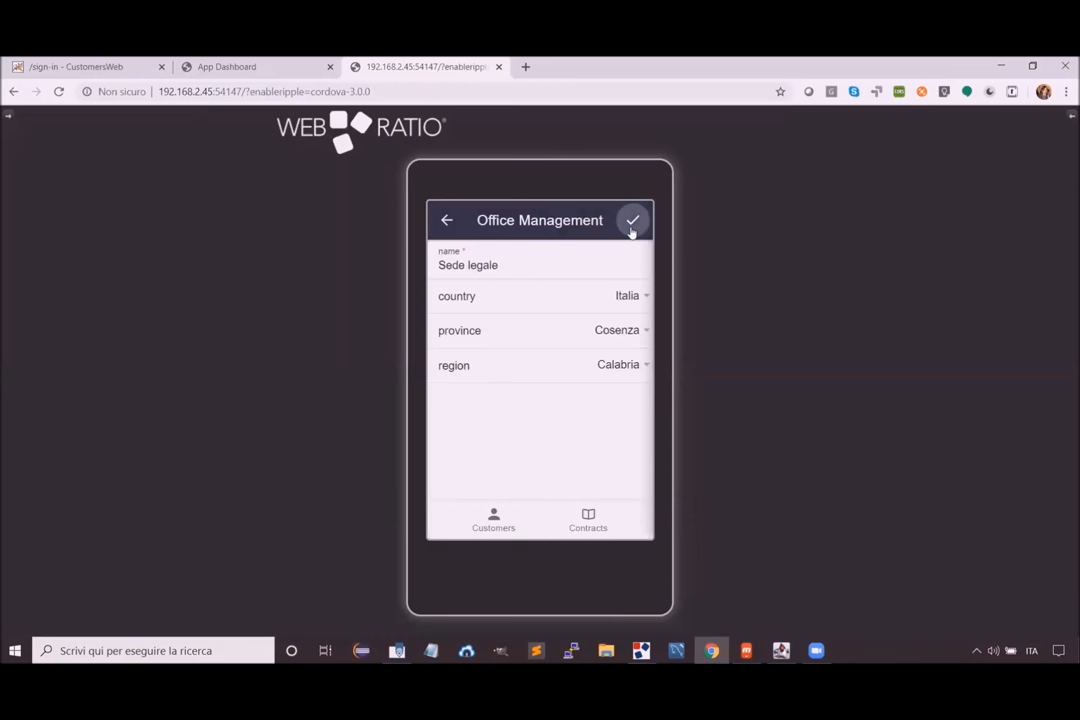 /sign-in - CustomersWeb
App Dashboard
192.168.2.45:54147/?enableripple
Non sicuro
192.168.2.45:54147/?enableripple=cordova-3.0.0
WEB RATIO
Office Management
name *
Sede legale
country
Italia
province
Cosenza
region
Calabria
Customers
Contracts
Scrivi qui per eseguire la ricerca
ITA